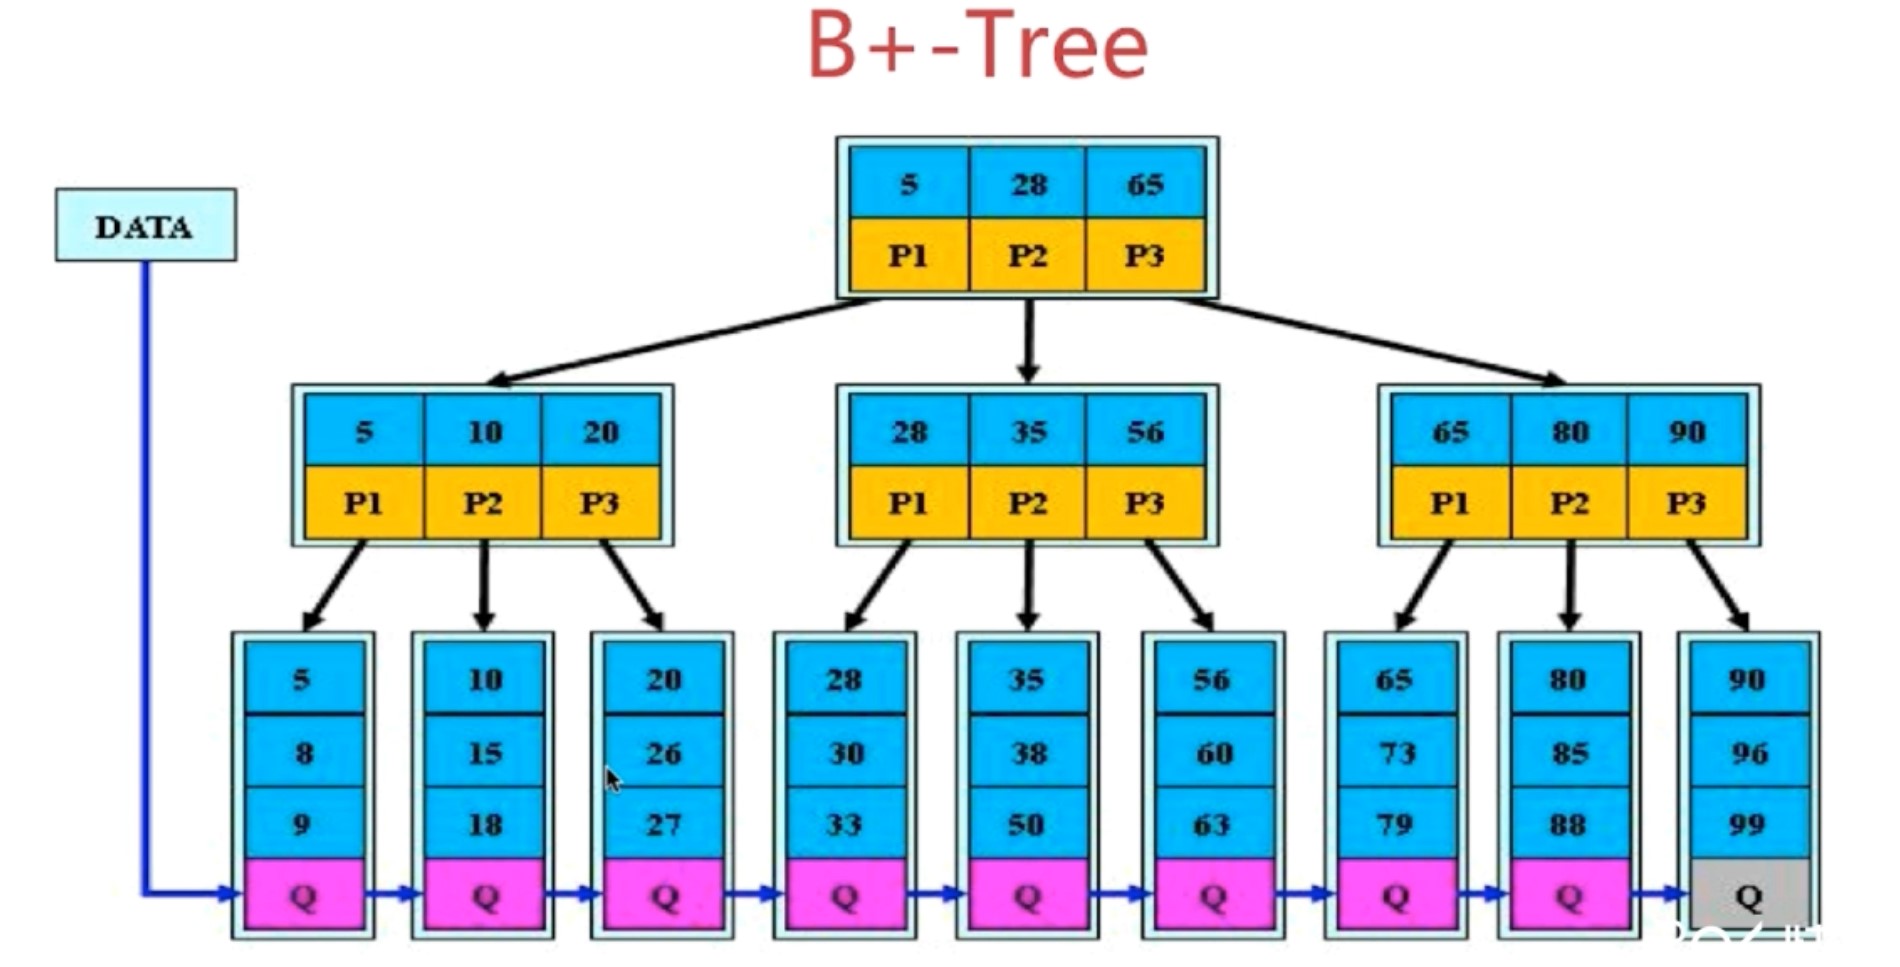 B+-Tree
DATA
5 28 65
P1 P2 P3
5 10 20
P1 P2 P3
28 35 56
P1 P2 P3
65 80 90
P1 P2 P3
5 10 20 28 35 56 65 80 90
8 15 26 30 38 60 73 85 96
9 18 27 33 50 63 79 88 99
Q Q Q Q Q Q Q Q Q